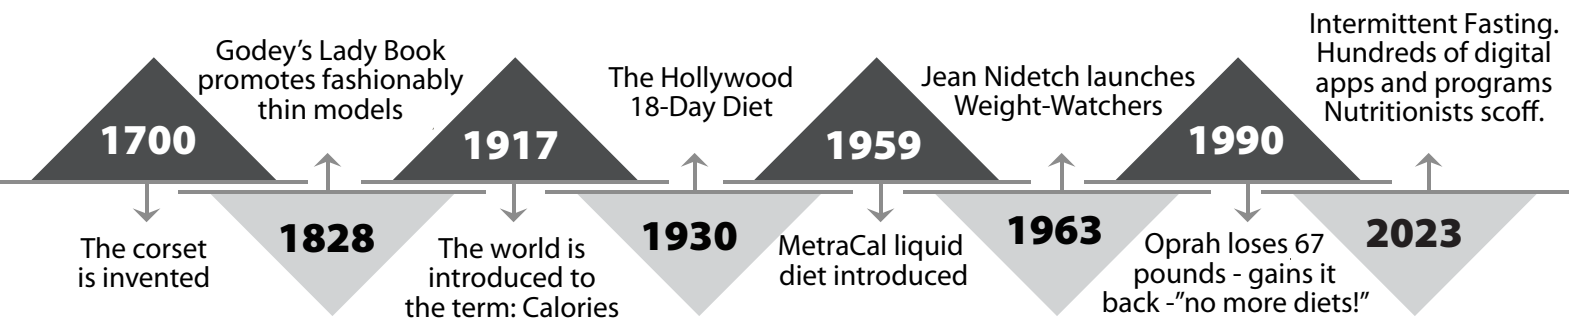 1700
The corset
is invented
Godey’s Lady Book
promotes fashionably
thin models
1828
1917
The world is
introduced to
the term: Calories
The Hollywood
18-Day Diet
1930
1959
MetraCal liquid
diet introduced
Jean Nidetch launches
Weight-Watchers
1963
1990
Oprah loses 67
pounds - gains it
back -”no more diets!”
Intermittent Fasting.
Hundreds of digital
apps and programs
Nutritionists scoff.
2023